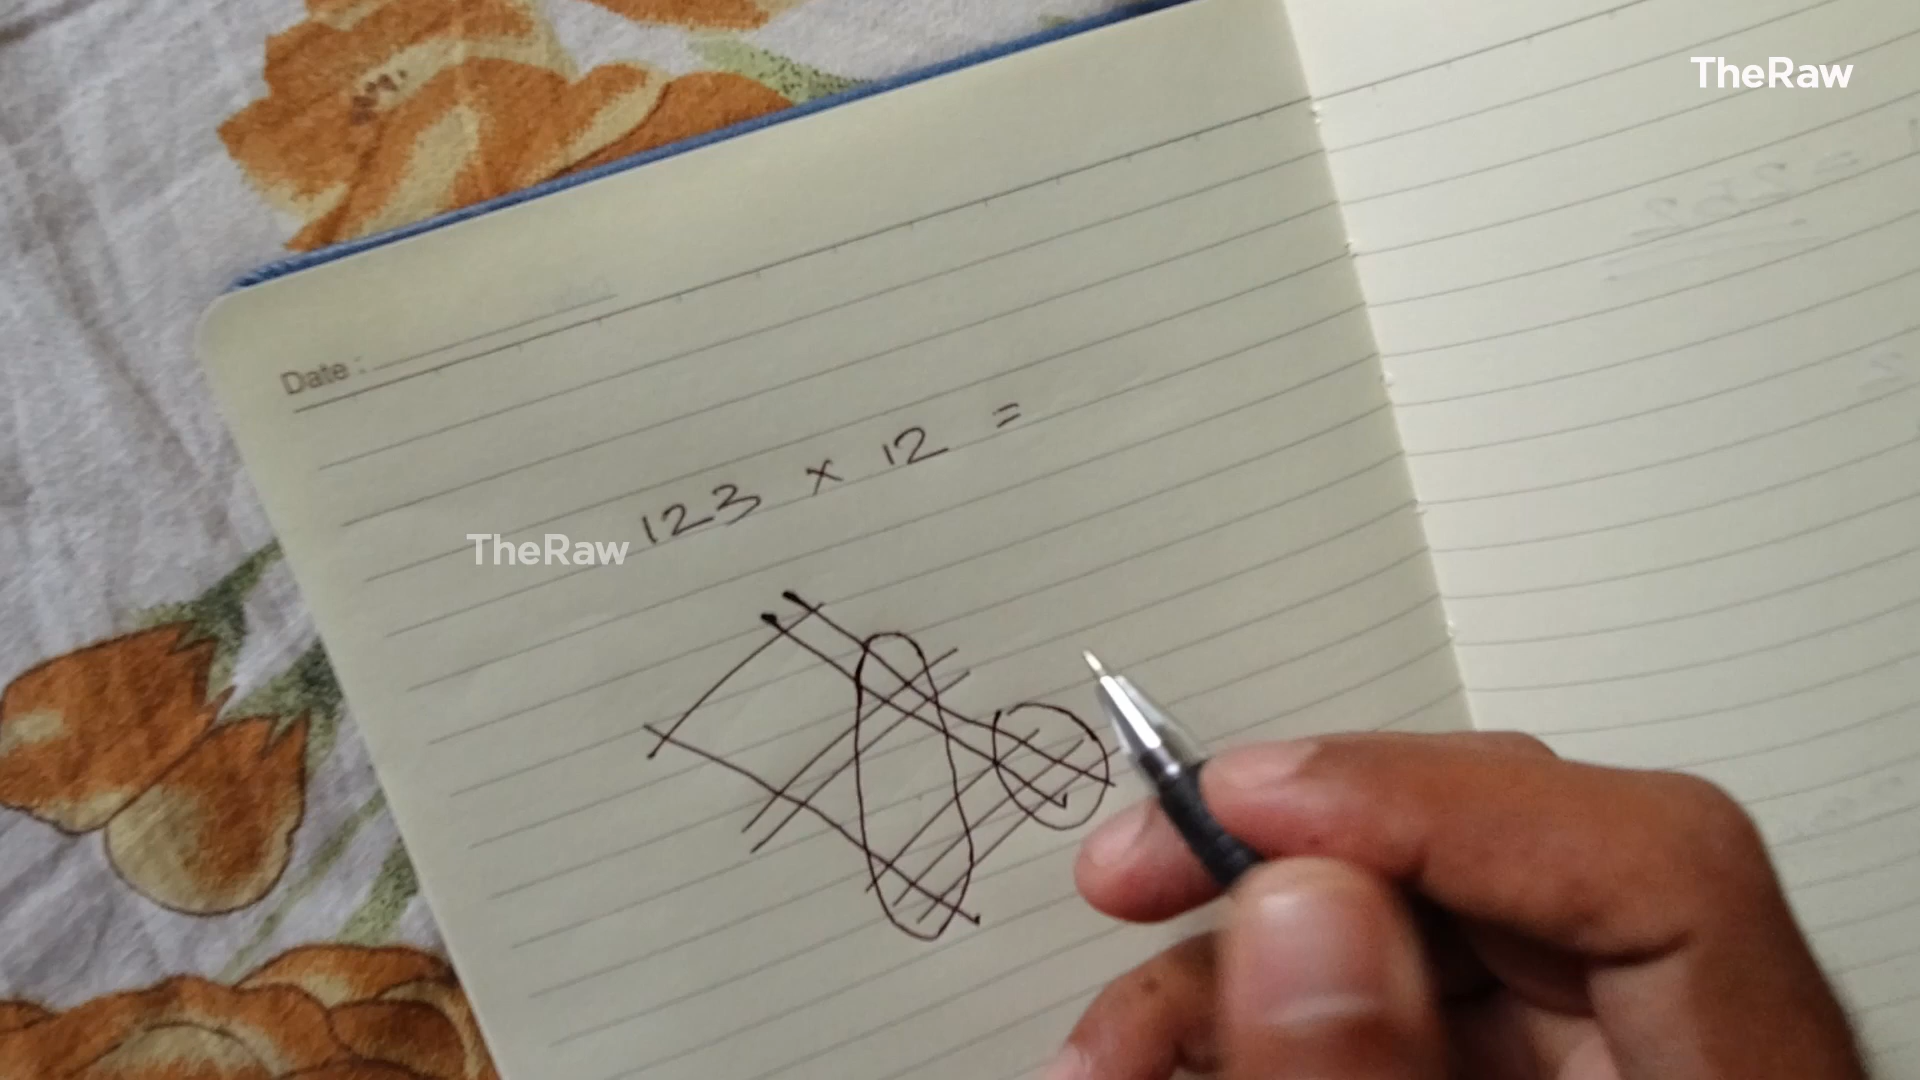 TheRaw
Date :
123 x 12 =
TheRaw